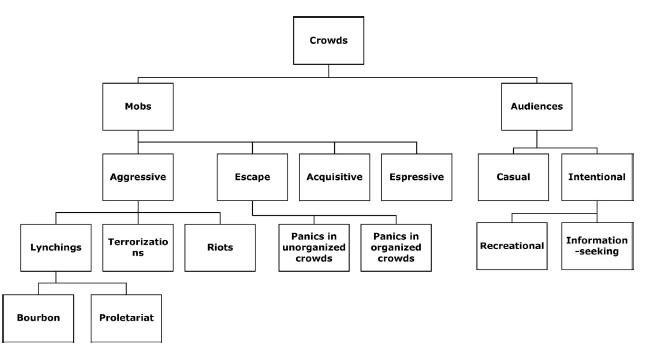 Crowds
Mobs
Audiences
Aggressive
Escape
Acquisitive
Espressive
Casual
Intentional
Lynchings
Terrorizatio
ns
Riots
Panics in
unorganized
crowds
Panics in
organized
crowds
Recreational
Information
-seeking
Bourbon
Proletariat